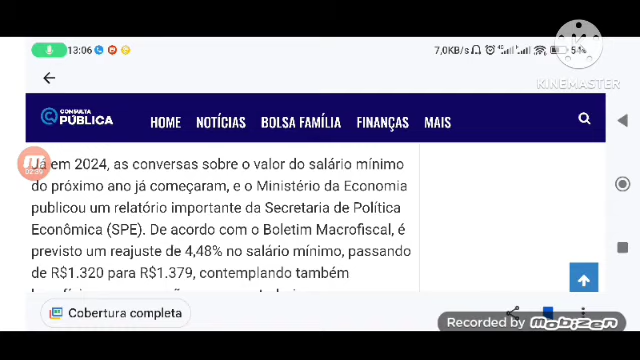 13:06
7,0KB/s
54%
KINEMASTER
CONSULTA
PÚBLICA
HOME NOTÍCIAS BOLSA FAMÍLIA FINANÇAS MAIS
02:39
Já em 2024, as conversas sobre o valor do salário mínimo
do próximo ano já começaram, e o Ministério da Economia
publicou um relatório importante da Secretaria de Política
Econômica (SPE). De acordo com o Boletim Macrofiscal, é
previsto um reajuste de 4,48% no salário mínimo, passando
de R$1.320 para R$1.379, contemplando também
Cobertura completa
Recorded by mobizen